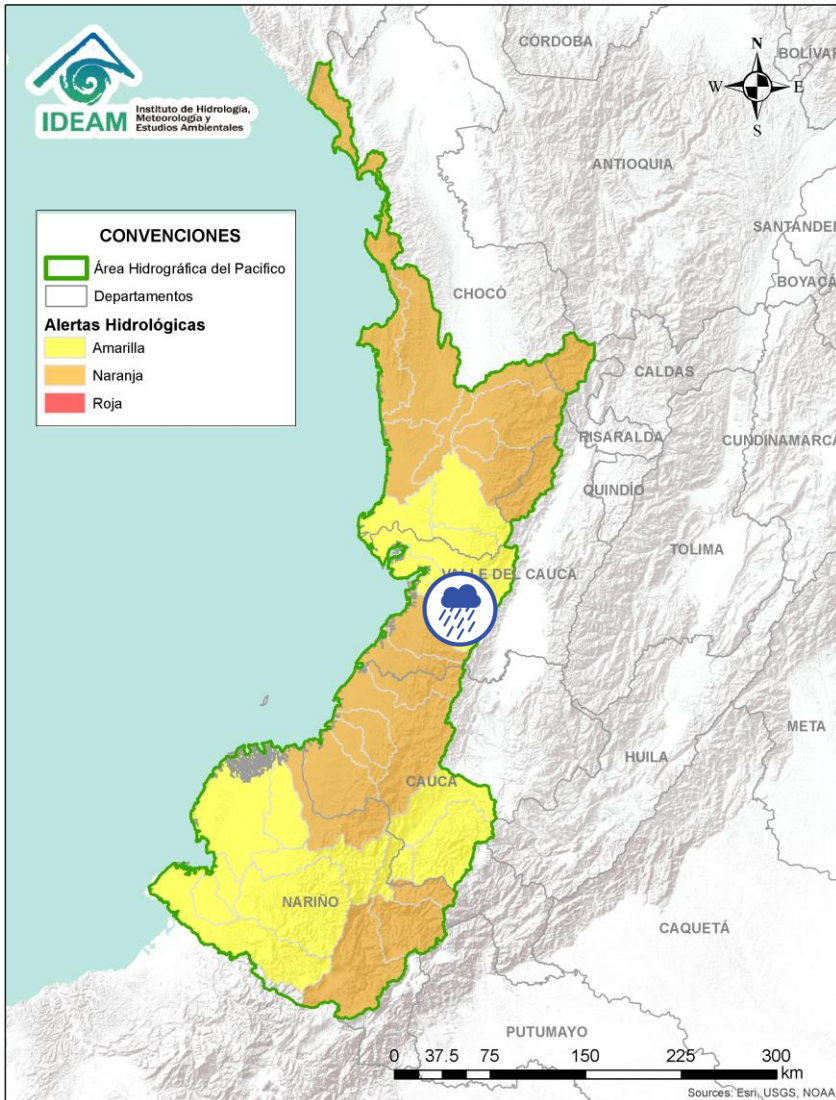 IDEAM
Instituto de Hidrología,
Meteorología y
Estudios Ambientales
CÓRDOBA
BOLÍVAR
N
W
E
S
ANTIOQUIA
SANTANDER
BOYACÁ
CONVENCIONES
Área Hidrográfica del Pacifico
Departamentos
Alertas Hidrológicas
Amarilla
Naranja
Roja
CHOCÓ
CALDAS
RISARALDA
CUNDINAMARCA
QUINDÍO
TOLIMA
VALLE DEL CAUCA
META
HUILA
CAUCA
NARIÑO
CAQUETÁ
PUTUMAYO
0 37.5 75 150 225 300
km
Sources: Esri, USGS, NOAA